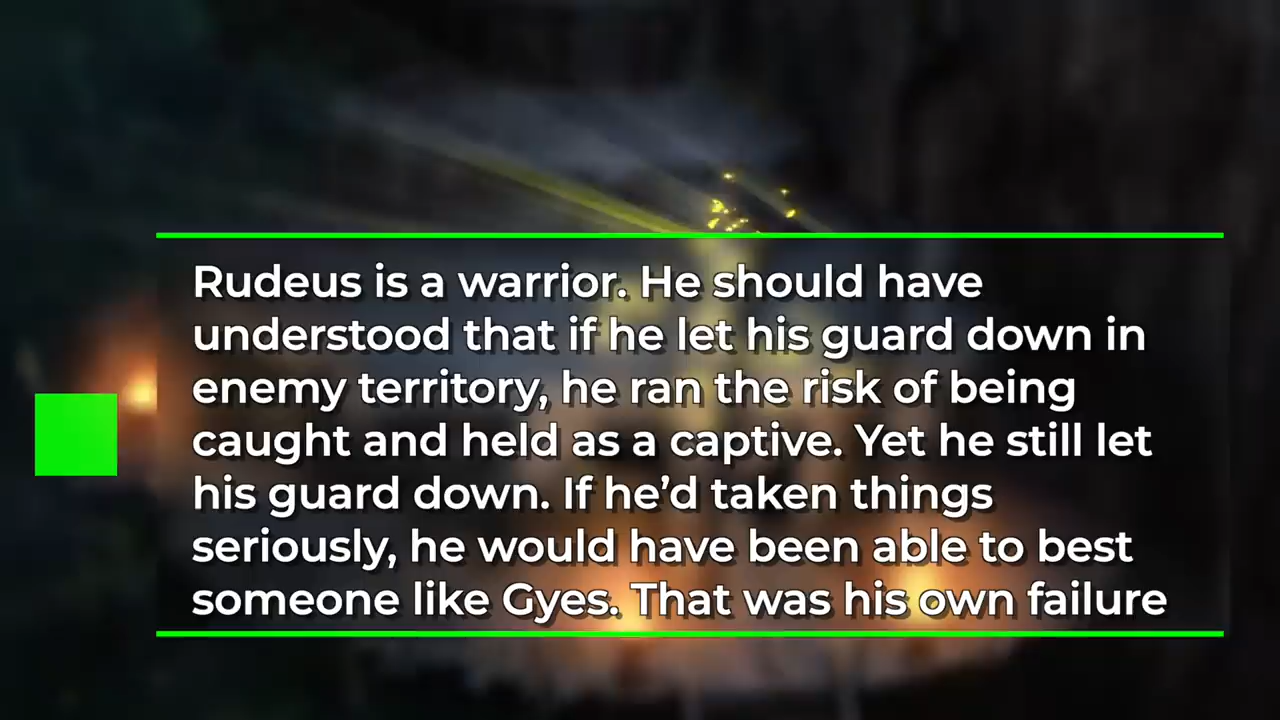 Rudeus is a warrior. He should have
understood that if he let his guard down in
enemy territory, he ran the risk of being
caught and held as a captive. Yet he still let
his guard down. If he’d taken things
seriously, he would have been able to best
someone like Gyes. That was his own failure